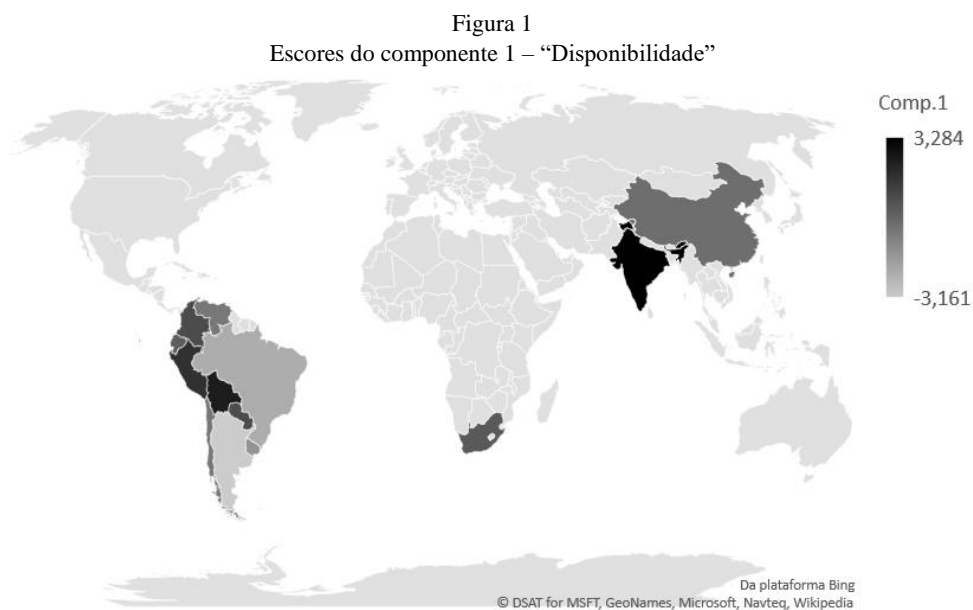 Figura 1
Escores do componente 1 – “Disponibilidade”
Comp.1
3,284
-3,161
Da plataforma Bing
© DSAT for MSFT, GeoNames, Microsoft, Navteq, Wikipedia